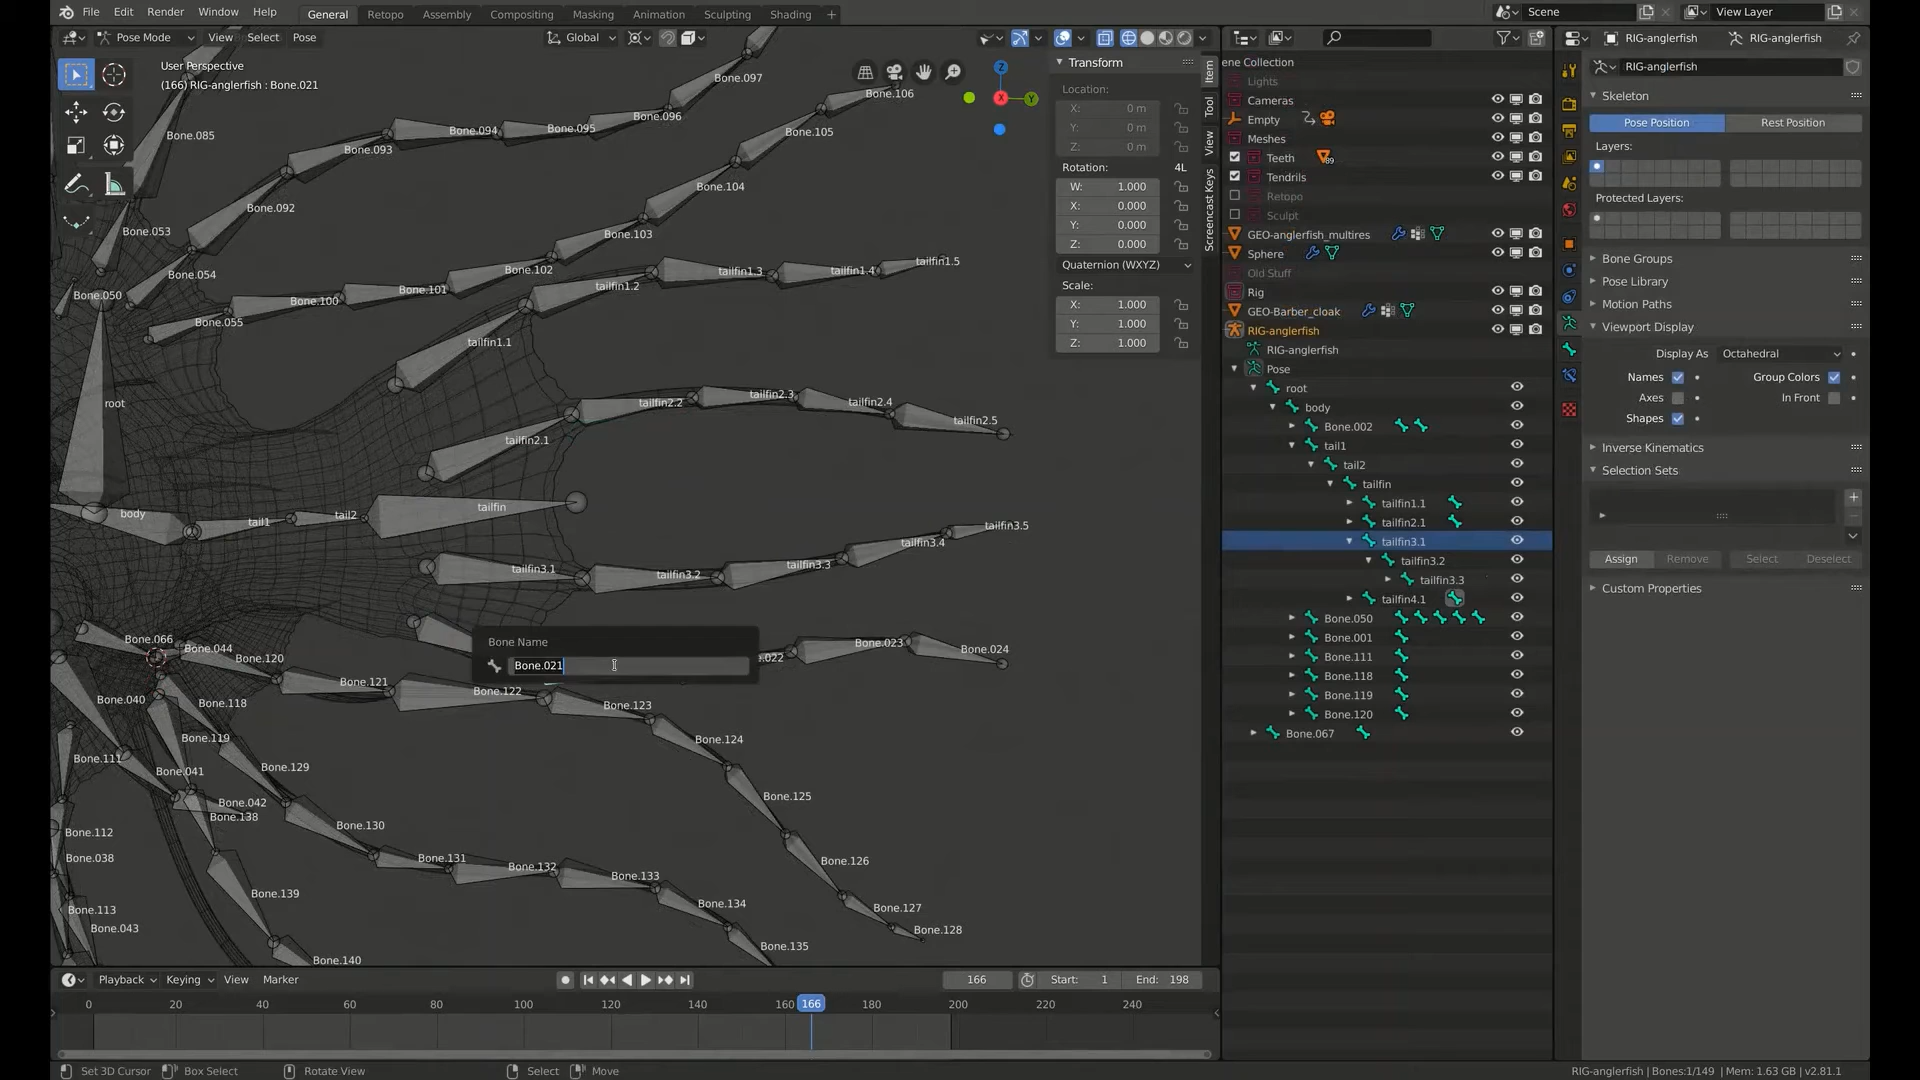 File Edit Render Window Help General Retopo Assembly Compositing Masking Animation Sculpting Shading + Scene View Layer
Pose Mode View Select Pose Global RIG-anglerfish RIG-anglerfish
User Perspective
(166) RIG-anglerfish : Bone.021
Bone.097
Bone.106
Bone.085
Bone.096
Bone.094
Bone.095
Bone.105
Bone.093
Bone.104
Bone.092
Bone.053
Bone.103
Bone.054
Bone.102
tailfin1.3
tailfin1.4
tailfin1.5
Bone.050
Bone.100
Bone.101
tailfin1.2
Bone.055
tailfin1.1
root
tailfin2.2
tailfin2.3
tailfin2.4
tailfin2.5
tailfin2.1
body
tail1
tail2
tailfin
tailfin3.5
tailfin3.4
tailfin3.1
tailfin3.2
tailfin3.3
Bone Name
Bone.021
e.022
Bone.023
Bone.024
Bone.066
Bone.044
Bone.120
Bone.121
Bone.122
Bone.123
Bone.040
Bone.118
Bone.119
Bone.124
Bone.111
Bone.041
Bone.129
Bone.125
Bone.042
Bone.138
Bone.130
Bone.112
Bone.038
Bone.131
Bone.132
Bone.133
Bone.126
Bone.139
Bone.134
Bone.127
Bone.113
Bone.043
Bone.128
Bone.135
Bone.140
Z
X
Y
Transform
Location:
X: 0 m
Y: 0 m
Z: 0 m
Rotation: 4L
W: 1.000
X: 0.000
Y: 0.000
Z: 0.000
Quaternion (WXYZ)
Scale:
X: 1.000
Y: 1.000
Z: 1.000
Item
Tool
View
Screencast Keys
ene Collection
Lights
Cameras
Empty
Meshes
Teeth 89
Tendrils
Retopo
Sculpt
GEO-anglerfish_multires
Sphere
Old Stuff
Rig
GEO-Barber_cloak
RIG-anglerfish
RIG-anglerfish
Pose
root
body
Bone.002
tail1
tail2
tailfin
tailfin1.1
tailfin2.1
tailfin3.1
tailfin3.2
tailfin3.3
tailfin4.1
Bone.050
Bone.001
Bone.111
Bone.118
Bone.119
Bone.120
Bone.067
RIG-anglerfish
Skeleton
Pose Position Rest Position
Layers:
Protected Layers:
Bone Groups
Pose Library
Motion Paths
Viewport Display
Display As Octahedral
Names Group Colors
Axes In Front
Shapes
Inverse Kinematics
Selection Sets
Assign Remove Select Deselect
Custom Properties
Playback Keying View Marker 166 Start: 1 End: 198
0 20 40 60 80 100 120 140 160 166 180 200 220 240
Set 3D Cursor Box Select Rotate View Select Move RIG-anglerfish | Bones:1/149 | Mem: 1.63 GB | v2.81.1